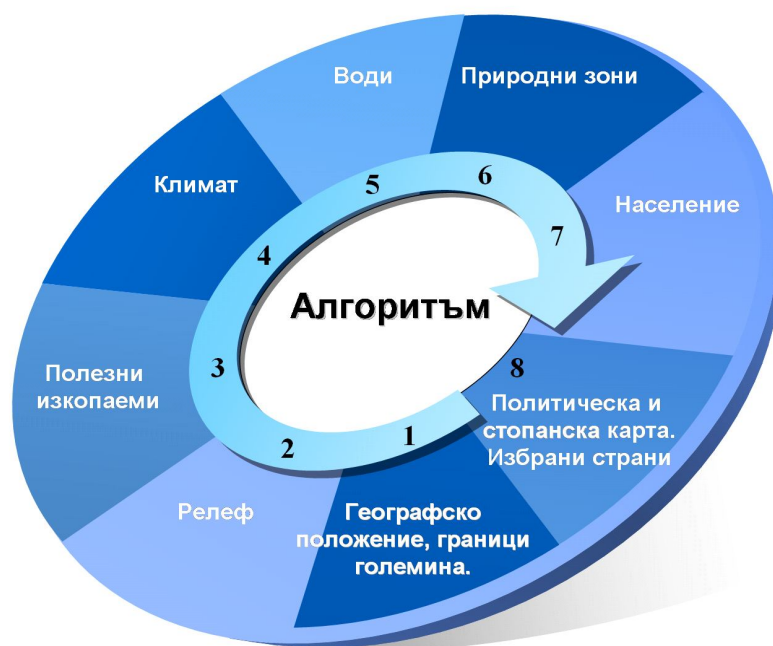 Води
Природни зони
Климат
Население
Полезни
изкопаеми
Политическа и
стопанска карта.
Избрани страни
Релеф
Географско
положение, граници
големина.
Алгоритъм
1
2
3
4
5
6
7
8